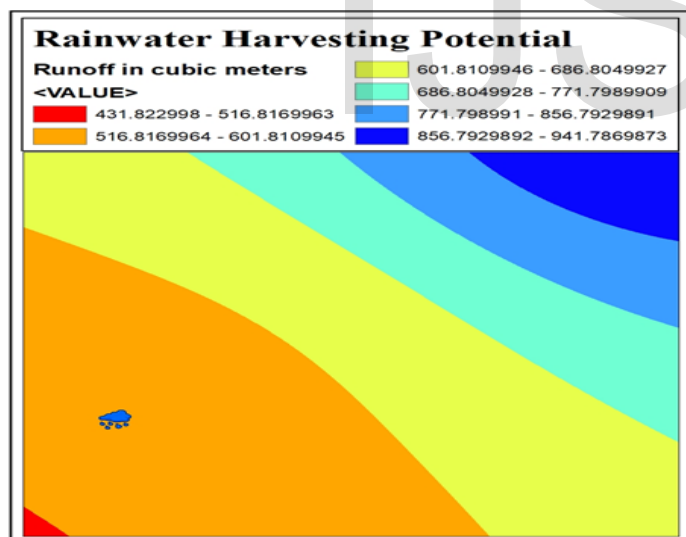 Rainwater Harvesting Potential
Runoff in cubic meters
<VALUE>
431.822998 - 516.8169963
516.8169964 - 601.8109945
601.8109946 - 686.8049927
686.8049928 - 771.7989909
771.798991 - 856.7929891
856.7929892 - 941.7869873